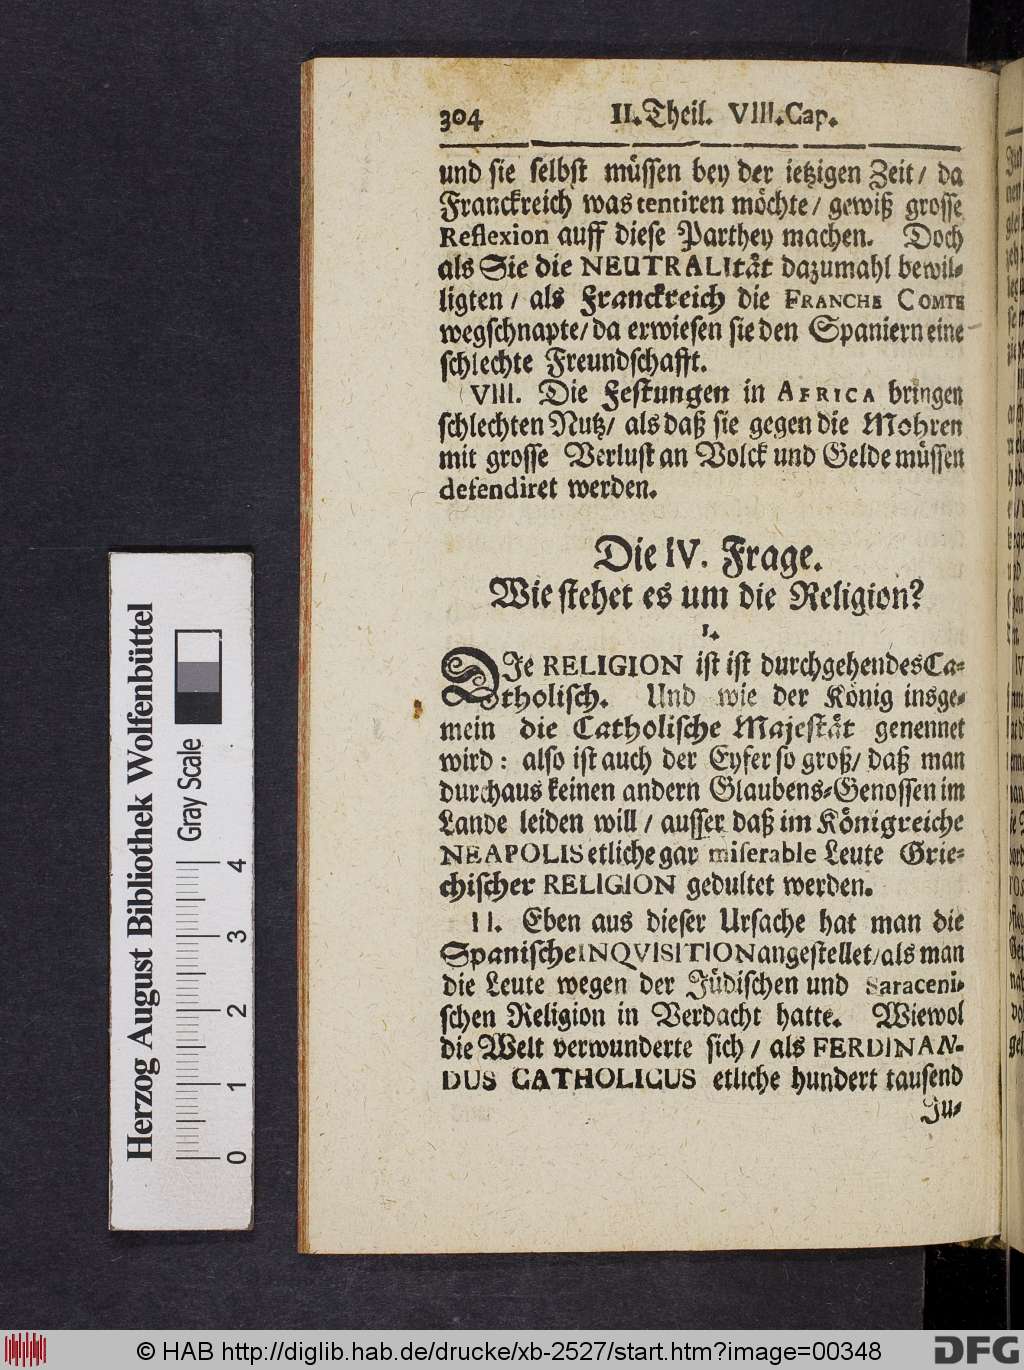 304 II. Theil. VIII. Cap.
und sie selbst müssen bey der ietzigen Zeit / da
Franckreich was tentiren möchte / gewiß grosse
Reflexion auff diese Parthey machen. Doch
als Sie die NEUTRALItät dazumahl bewil-
ligten / als Franckreich die FRANCHE COMTE
wegschnapte / da erwiesen sie den Spaniern eine
schlechte Freundschafft.
VIII. Die Festungen in AFRICA bringen
schlechten Nutz / als daß sie gegen die Mohren
mit grosse Verlust an Volck und Gelde müssen
defendiret werden.
Die IV. Frage.
Wie stehet es um die Religion?
I.
DIe RELIGION ist ist durchgehendes Ca-
tholisch. Und wie der König insge-
mein die Catholische Majestät genennet
wird: also ist auch der Eyfer so groß / daß man
durchaus keinen andern Glaubens-Genossen im
Lande leiden will / ausser daß im Königreiche
NEAPOLIS etliche gar miserable Leute Grie-
chischer RELIGION gedultet werden.
II. Eben aus dieser Ursache hat man die
Spanische INQVISITION angestellet / als man
die Leute wegen der Jüdischen und Saraceni-
schen Religion in Verdacht hatte. Wiewol
die Welt verwunderte sich / als FERDINAN-
DUS CATHOLICUS etliche hundert tausend
Ju-
Herzog August Bibliothek Wolfenbüttel
Gray Scale
0 1 2 3 4
© HAB http://diglib.hab.de/drucke/xb-2527/start.htm?image=00348
DFG